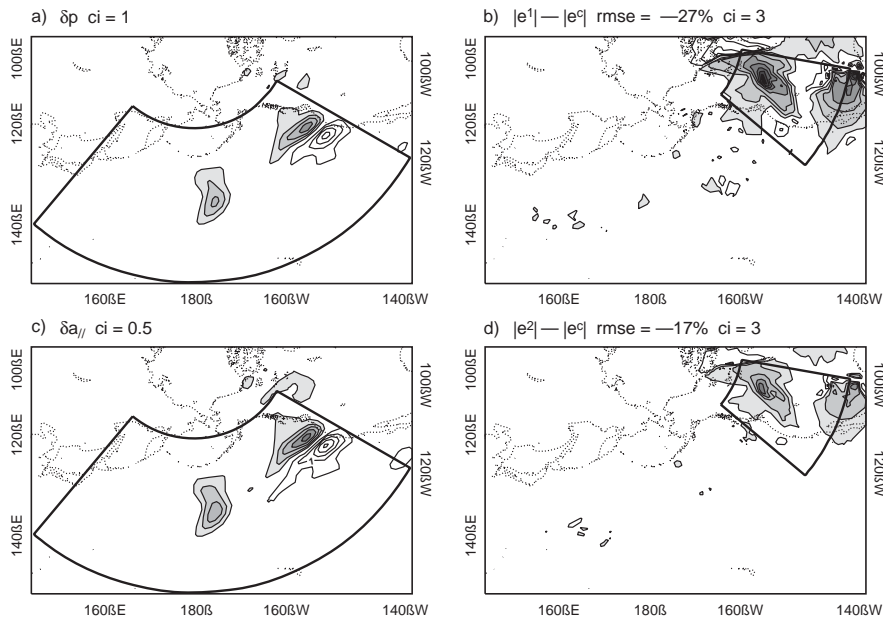 a) δp ci = 1
100ßE
120ßE
140ßE
100ßW
120ßW
160ßE 180ß 160ßW 140ßW
b) |e¹| — |eᶜ| rmse = —27% ci = 3
100ßE
120ßE
140ßE
100ßW
120ßW
160ßE 180ß 160ßW 140ßW
c) δa// ci = 0.5
100ßE
120ßE
140ßE
100ßW
120ßW
160ßE 180ß 160ßW 140ßW
d) |e²| — |eᶜ| rmse = —17% ci = 3
100ßE
120ßE
140ßE
100ßW
120ßW
160ßE 180ß 160ßW 140ßW